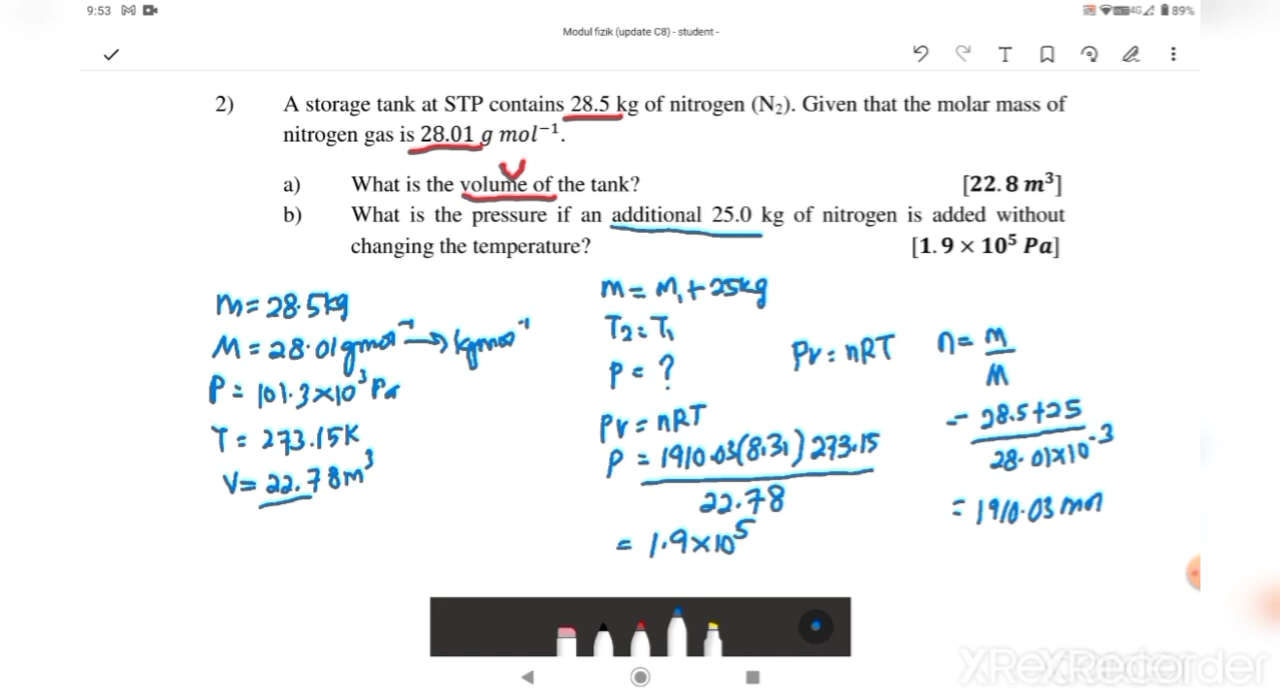 9:53
4G 89%
Modul fizik (update C8) - student -
T
2) A storage tank at STP contains 28.5 kg of nitrogen (N₂). Given that the molar mass of
nitrogen gas is 28.01 g mol⁻¹.
V
a) What is the volume of the tank? [22.8 m³]
b) What is the pressure if an additional 25.0 kg of nitrogen is added without
changing the temperature? [1.9 × 10⁵ Pa]
m = 28.5kg
M = 28.01 gmol⁻¹ → kgmol⁻¹
P = 101.3×10³ Pa
T = 273.15K
V = 22.78m³
m = m₁ + 25kg
T₂ = T₁
P = ?
PV = nRT
P = 1910.03(8.31)273.15
22.78
= 1.9×10⁵
PV = nRT
n = m
M
= 28.5+25
28.01×10⁻³
= 1910.03 mol